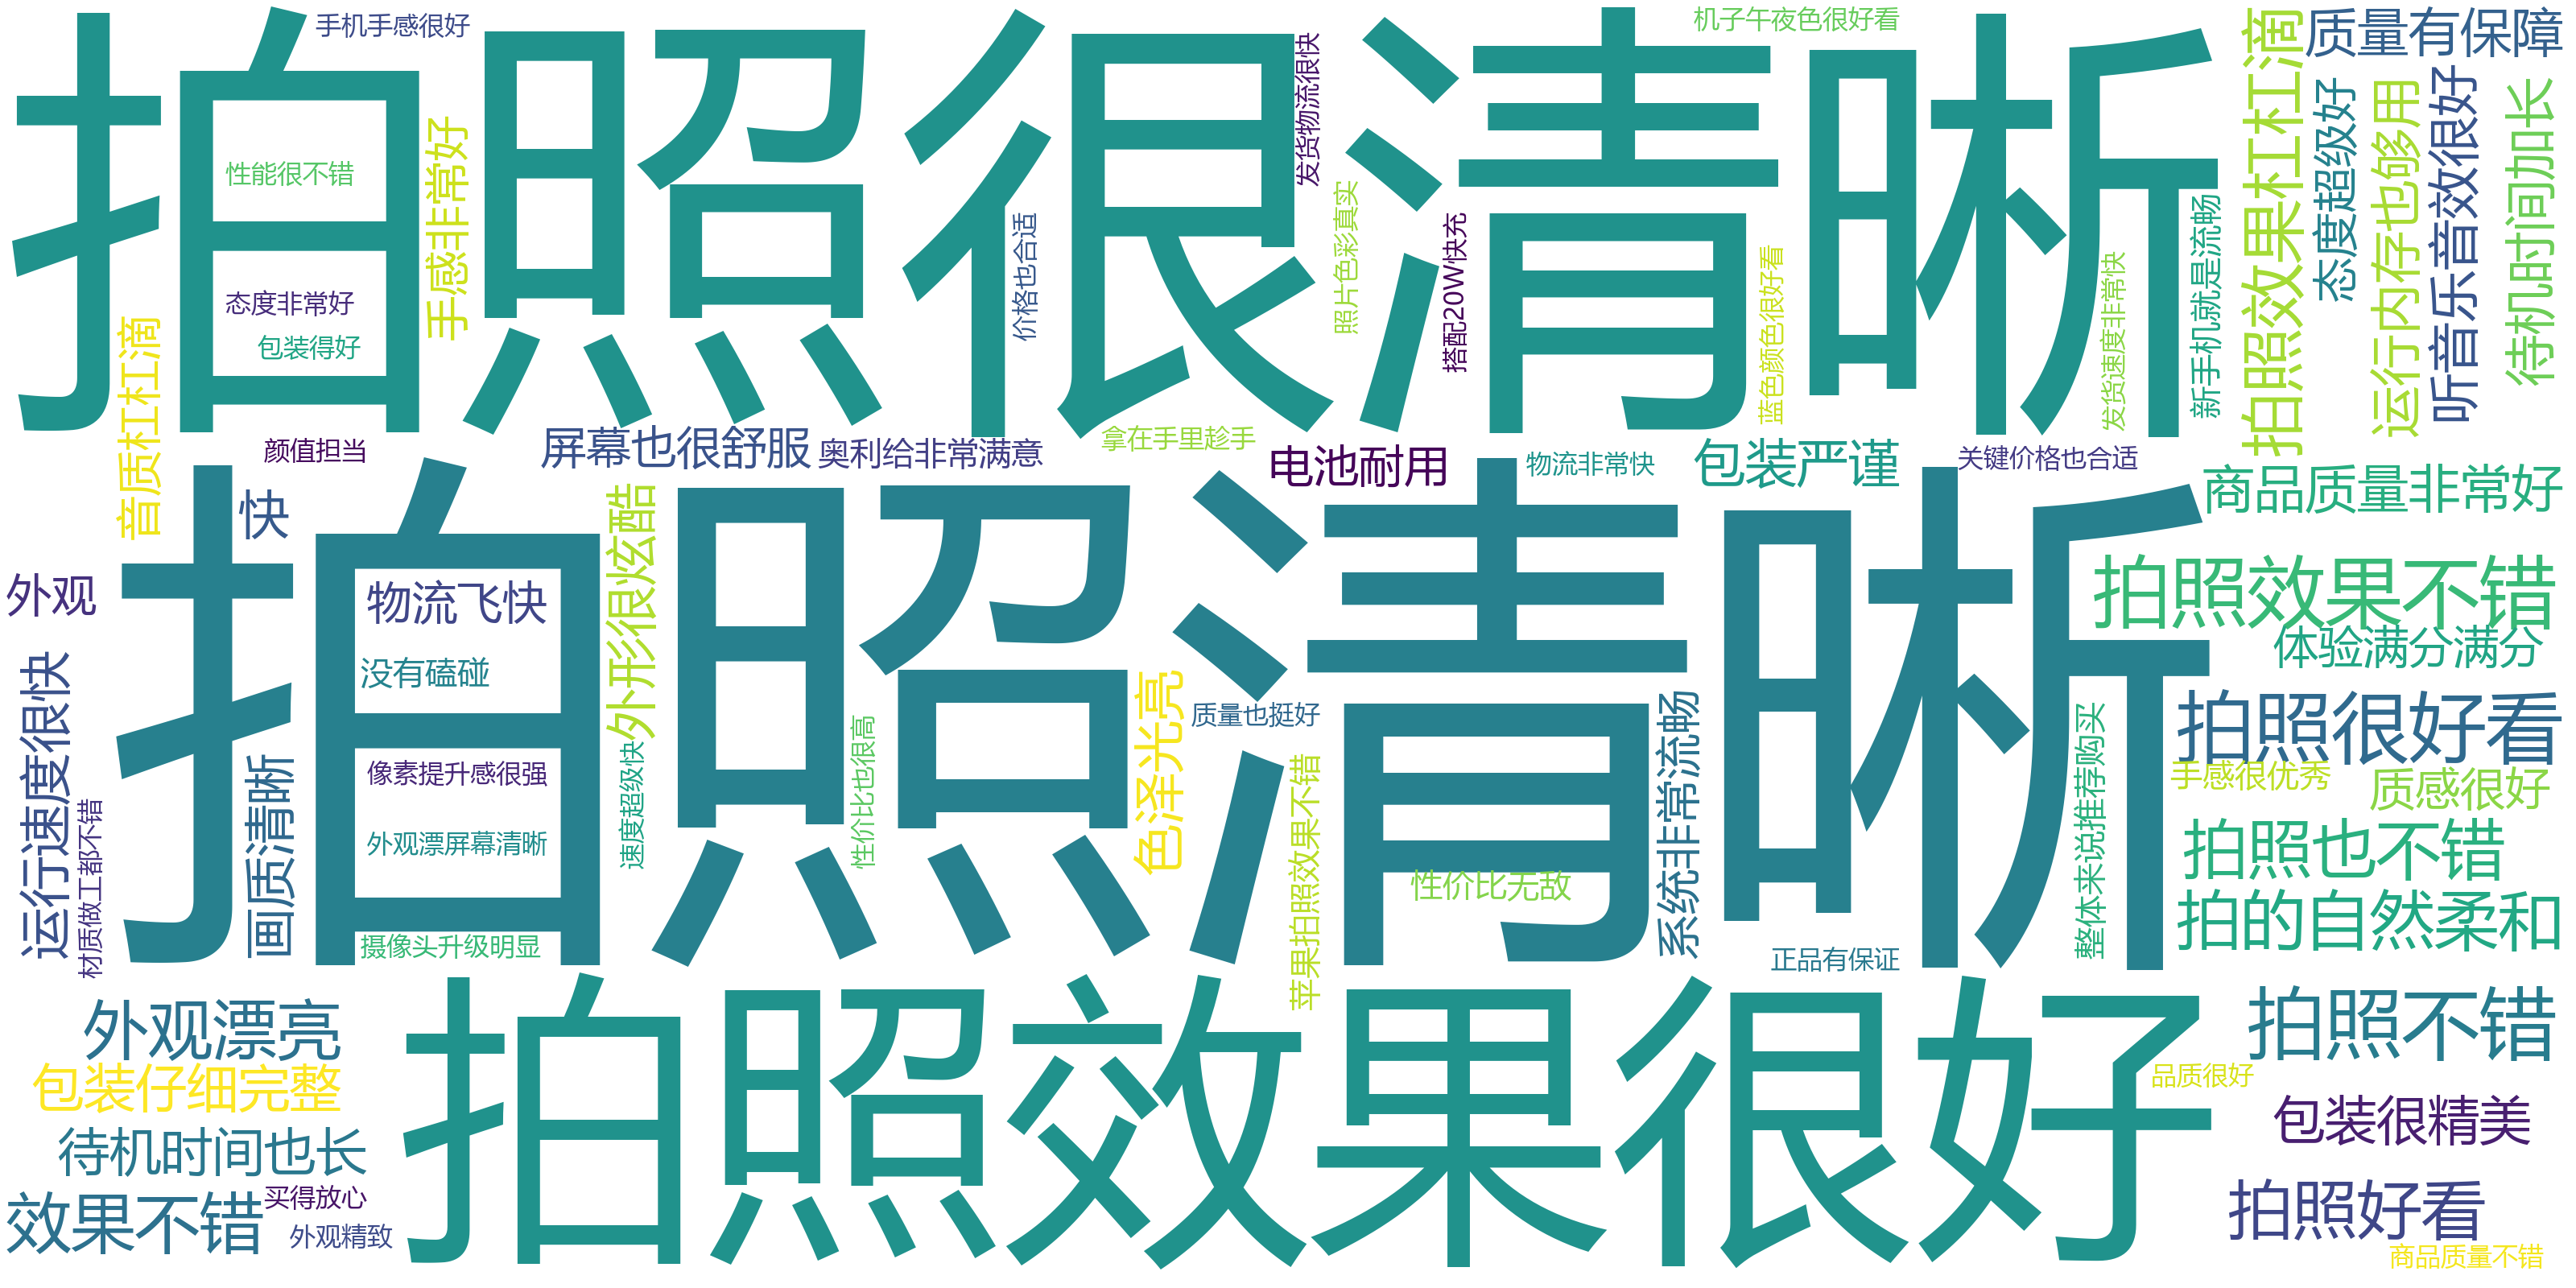 拍照很清晰
拍照清晰
拍照效果很好
手机手感很好
性能很不错
态度非常好
包装得好
手感非常好
音质杠杠滴
颜值担当
快
发货物流很快
价格也合适
照片色彩真实
搭配20W快充
机子午夜色很好看
蓝色颜色很好看
发货速度非常快
新手机就是流畅
拍照效果杠杠滴
质量有保障
态度超级好
运行内存也够用
听音乐音效很好
待机时间加长
屏幕也很舒服
奥利给非常满意
拿在手里趁手
电池耐用
物流非常快
包装严谨
关键价格也合适
商品质量非常好
外观
物流飞快
没有磕碰
外形很炫酷
像素提升感很强
外观漂屏幕清晰
速度超级快
性价比也很高
色泽光亮
质量也挺好
苹果拍照效果不错
性价比无敌
系统非常流畅
整体来说推荐购买
拍照效果不错
体验满分满分
拍照很好看
手感很优秀
质感很好
拍照也不错
拍的自然柔和
运行速度很快
材质做工都不错
画质清晰
摄像头升级明显
正品有保证
外观漂亮
包装仔细完整
待机时间也长
效果不错
买得放心
外观精致
拍照不错
品质很好
包装很精美
拍照好看
商品质量不错